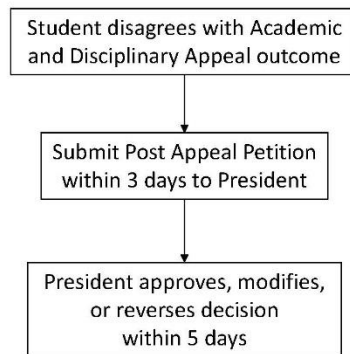 Student disagrees with Academic
and Disciplinary Appeal outcome
Submit Post Appeal Petition
within 3 days to President
President approves, modifies,
or reverses decision
within 5 days